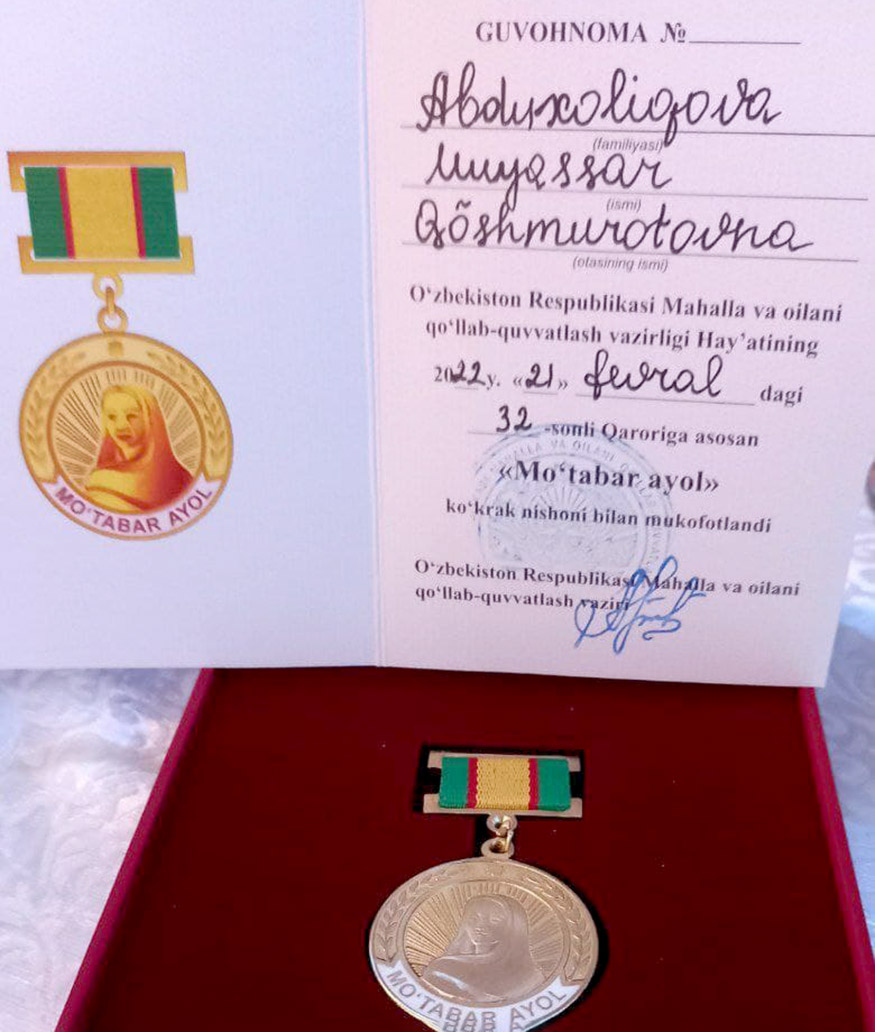 MO‘TABAR AYOL
GUVOHNOMA №
Abduxoliqova
(familiyasi)
Muyassar
(ismi)
Qõshmurotovna
(otasining ismi)
O‘zbekiston Respublikasi Mahalla va oilani
qo‘llab-quvvatlash vazirligi Hay’atining
2022y. «21» fevral dagi
32 -sonli Qaroriga asosan
«Mo‘tabar ayol»
ko‘krak nishoni bilan mukofotlandi
O‘zbekiston Respublikasi Mahalla va oilani
qo‘llab-quvvatlash vaziri
MO‘TABAR AYOL